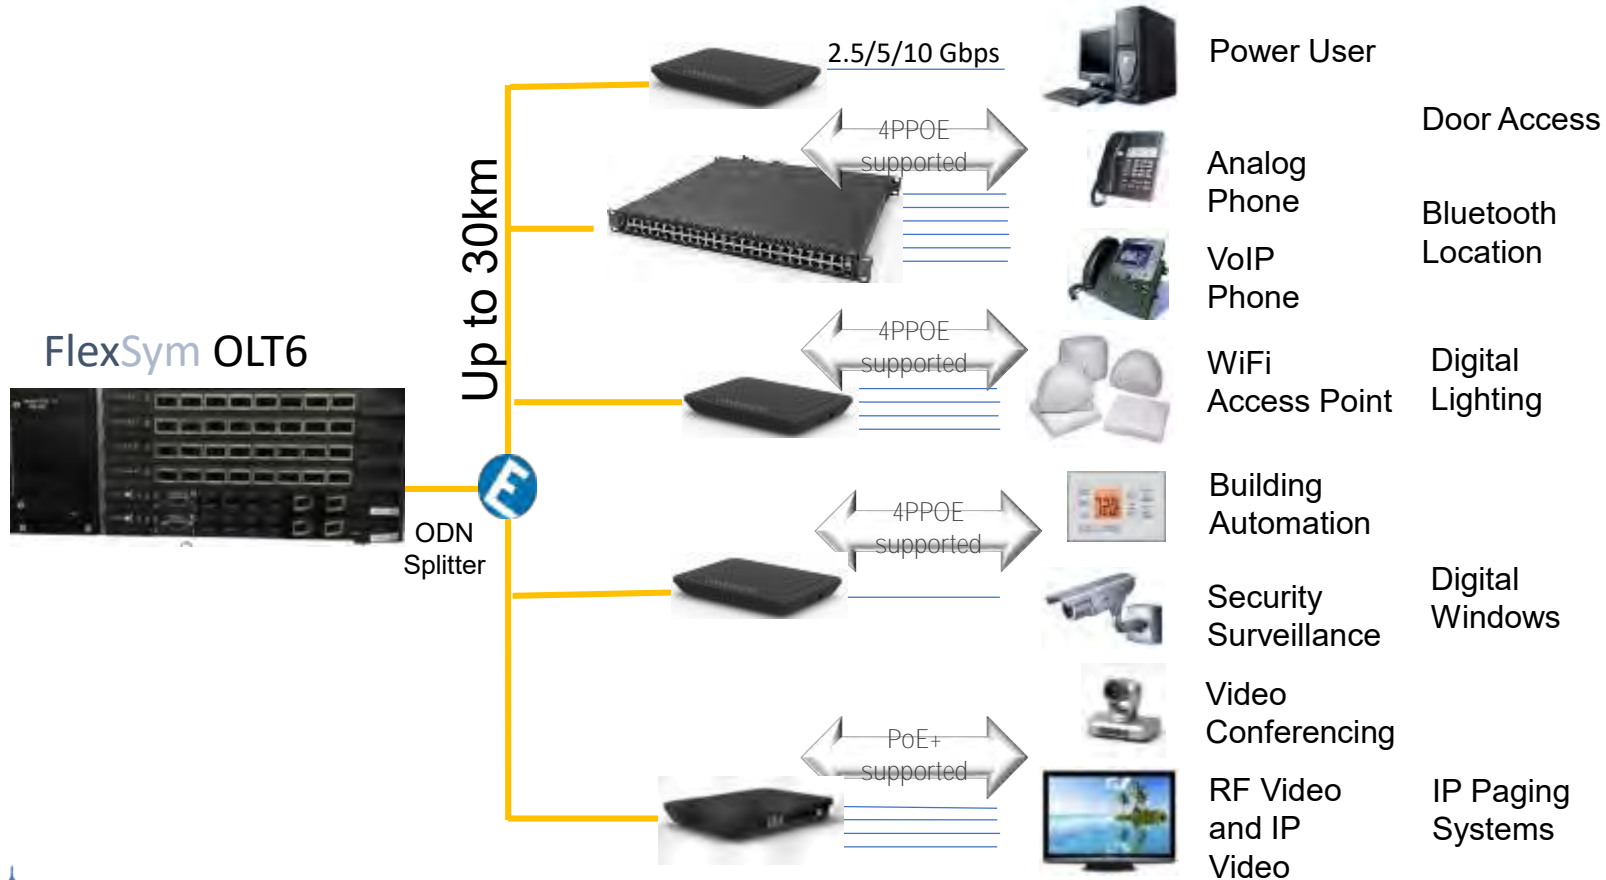 2.5/5/10 Gbps
Power User
4PPOE
supported
Door Access
Analog
Phone
Up to 30km
Bluetooth
Location
VoIP
Phone
FlexSym OLT6
4PPOE
supported
WiFi
Access Point
Digital
Lighting
E
ODN
Splitter
4PPOE
supported
Building
Automation
Security
Surveillance
Digital
Windows
Video
Conferencing
PoE+
supported
RF Video
and IP
Video
IP Paging
Systems